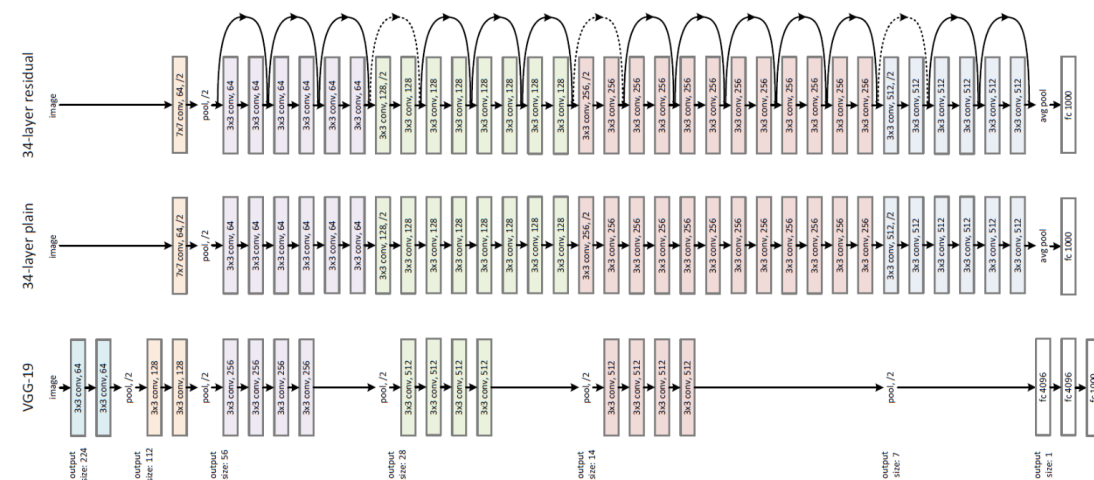 34-layer residual
image
7x7 conv, 64, /2
pool, /2
3x3 conv, 64
3x3 conv, 64
3x3 conv, 64
3x3 conv, 64
3x3 conv, 64
3x3 conv, 64
3x3 conv, 128, /2
3x3 conv, 128
3x3 conv, 128
3x3 conv, 128
3x3 conv, 128
3x3 conv, 128
3x3 conv, 128
3x3 conv, 128
3x3 conv, 256, /2
3x3 conv, 256
3x3 conv, 256
3x3 conv, 256
3x3 conv, 256
3x3 conv, 256
3x3 conv, 256
3x3 conv, 256
3x3 conv, 256
3x3 conv, 256
3x3 conv, 256
3x3 conv, 256
3x3 conv, 512, /2
3x3 conv, 512
3x3 conv, 512
3x3 conv, 512
3x3 conv, 512
3x3 conv, 512
avg pool
fc 1000
34-layer plain
image
7x7 conv, 64, /2
pool, /2
3x3 conv, 64
3x3 conv, 64
3x3 conv, 64
3x3 conv, 64
3x3 conv, 64
3x3 conv, 64
3x3 conv, 128, /2
3x3 conv, 128
3x3 conv, 128
3x3 conv, 128
3x3 conv, 128
3x3 conv, 128
3x3 conv, 128
3x3 conv, 128
3x3 conv, 256, /2
3x3 conv, 256
3x3 conv, 256
3x3 conv, 256
3x3 conv, 256
3x3 conv, 256
3x3 conv, 256
3x3 conv, 256
3x3 conv, 256
3x3 conv, 256
3x3 conv, 256
3x3 conv, 256
3x3 conv, 512, /2
3x3 conv, 512
3x3 conv, 512
3x3 conv, 512
3x3 conv, 512
3x3 conv, 512
avg pool
fc 1000
VGG-19
image
3x3 conv, 64
3x3 conv, 64
pool, /2
3x3 conv, 128
3x3 conv, 128
pool, /2
3x3 conv, 256
3x3 conv, 256
3x3 conv, 256
3x3 conv, 256
pool, /2
3x3 conv, 512
3x3 conv, 512
3x3 conv, 512
3x3 conv, 512
pool, /2
3x3 conv, 512
3x3 conv, 512
3x3 conv, 512
3x3 conv, 512
pool, /2
fc 4096
fc 4096
fc 1000
output
size: 224
output
size: 112
output
size: 56
output
size: 28
output
size: 14
output
size: 7
output
size: 1